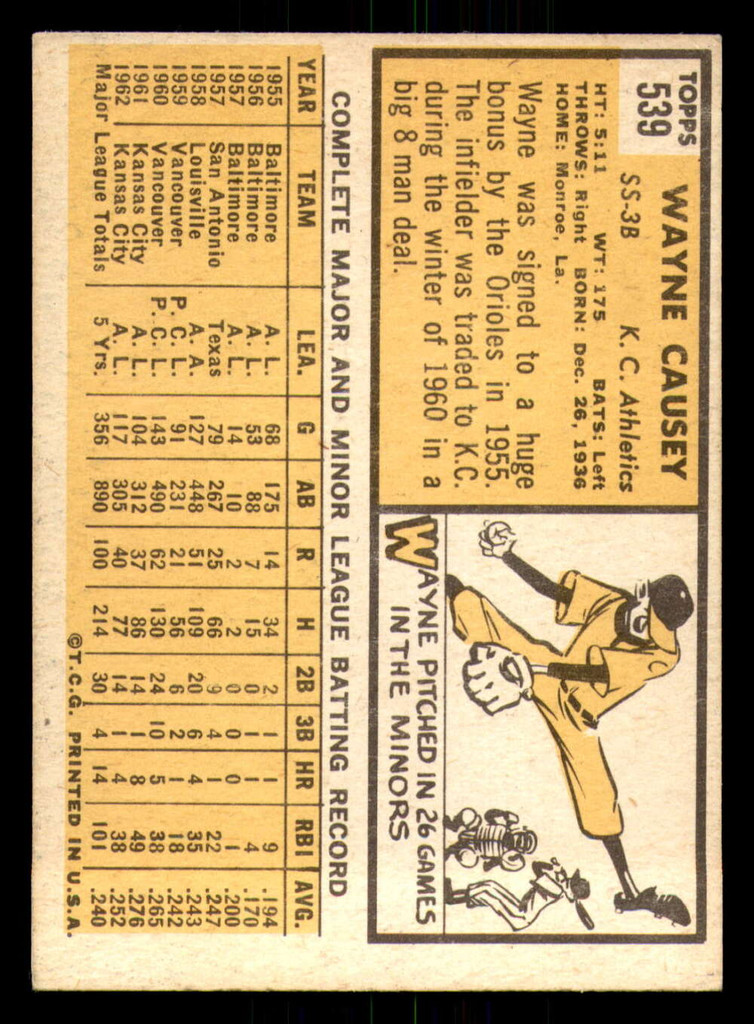 TOPPS
539
WAYNE CAUSEY
SS-3B K. C. Athletics
HT: 5:11 WT: 175 BATS: Left
THROWS: Right BORN: Dec. 26, 1936
HOME: Monroe, La.
Wayne was signed to a huge
bonus by the Orioles in 1955.
The infielder was traded to K.C.
during the winter of 1960 in a
big 8 man deal.
WAYNE PITCHED IN 26 GAMES
IN THE MINORS
COMPLETE MAJOR AND MINOR LEAGUE BATTING RECORD
YEAR TEAM LEA. G AB R H 2B 3B HR RBI AVG.
1955 Baltimore A. L. 68 175 14 34 2 1 1 9 .194
1956 Baltimore A. L. 53 88 7 15 0 1 1 4 .170
1957 Baltimore A. L. 14 10 2 2 0 0 0 1 .200
1957 San Antonio Texas 79 267 25 66 9 4 1 22 .247
1958 Louisville A. A. 127 448 51 109 20 6 4 35 .243
1959 Vancouver P. C. L. 91 231 21 56 6 2 1 18 .242
1960 Vancouver P. C. L. 143 490 62 130 24 10 5 38 .265
1961 Kansas City A. L. 104 312 37 86 14 1 8 49 .276
1962 Kansas City A. L. 117 305 40 77 14 1 4 38 .252
Major League Totals 5 Yrs. 356 890 100 214 30 4 14 101 .240
©T.C.G. PRINTED IN U.S.A.